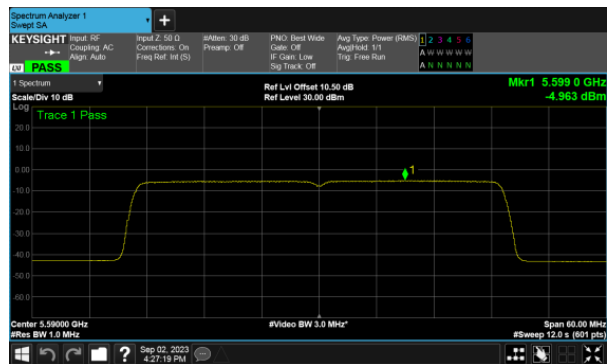 Spectrum Analyzer 1
Swept SA
+
KEYSIGHT Input: RF Input Z: 50 Ω #Atten: 30 dB PNO: Best Wide Avg Type: Power (RMS) 1 2 3 4 5 6
Coupling: AC Corrections: On Preamp: Off Gate: Off Avg|Hold: 1/1 A W W W W W
Align: Auto Freq Ref: Int (S) IF Gain: Low Trig: Free Run
LXI PASS Sig Track: Off A N N N N N
1 Spectrum Ref Lvl Offset 10.50 dB Mkr1 5.599 0 GHz
Scale/Div 10 dB Ref Level 30.00 dBm -4.963 dBm
Log
Trace 1 Pass
20.0
10.0
0.00
1
-10.0
-20.0
-30.0
-40.0
-50.0
-60.0
Center 5.59000 GHz #Video BW 3.0 MHz* Span 60.00 MHz
#Res BW 1.0 MHz #Sweep 12.0 s (601 pts)
? Sep 02, 2023
4:27:19 PM